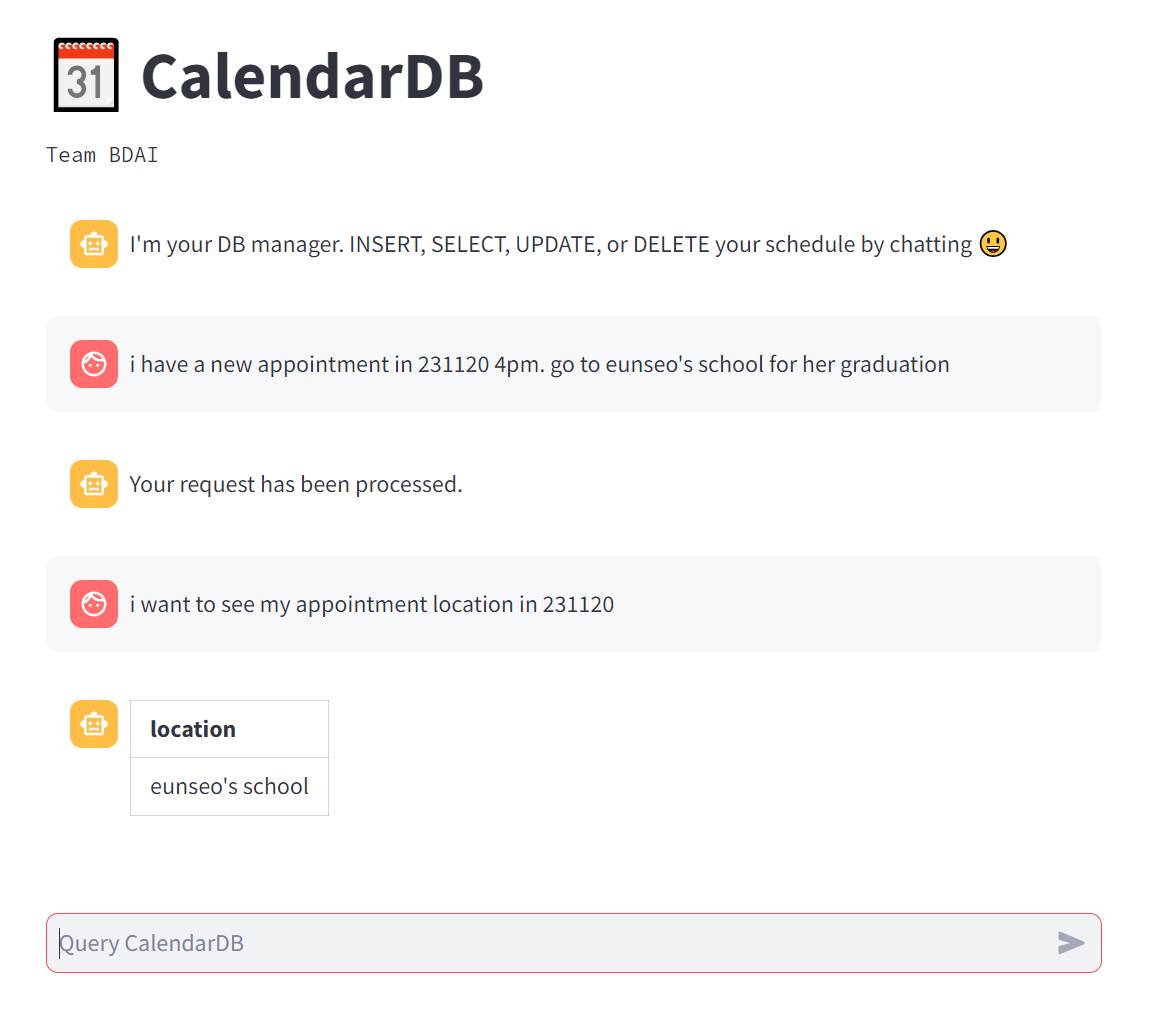 31 CalendarDB
Team BDAI
I'm your DB manager. INSERT, SELECT, UPDATE, or DELETE your schedule by chatting 😃
i have a new appointment in 231120 4pm. go to eunseo's school for her graduation
Your request has been processed.
i want to see my appointment location in 231120
location
eunseo's school
Query CalendarDB